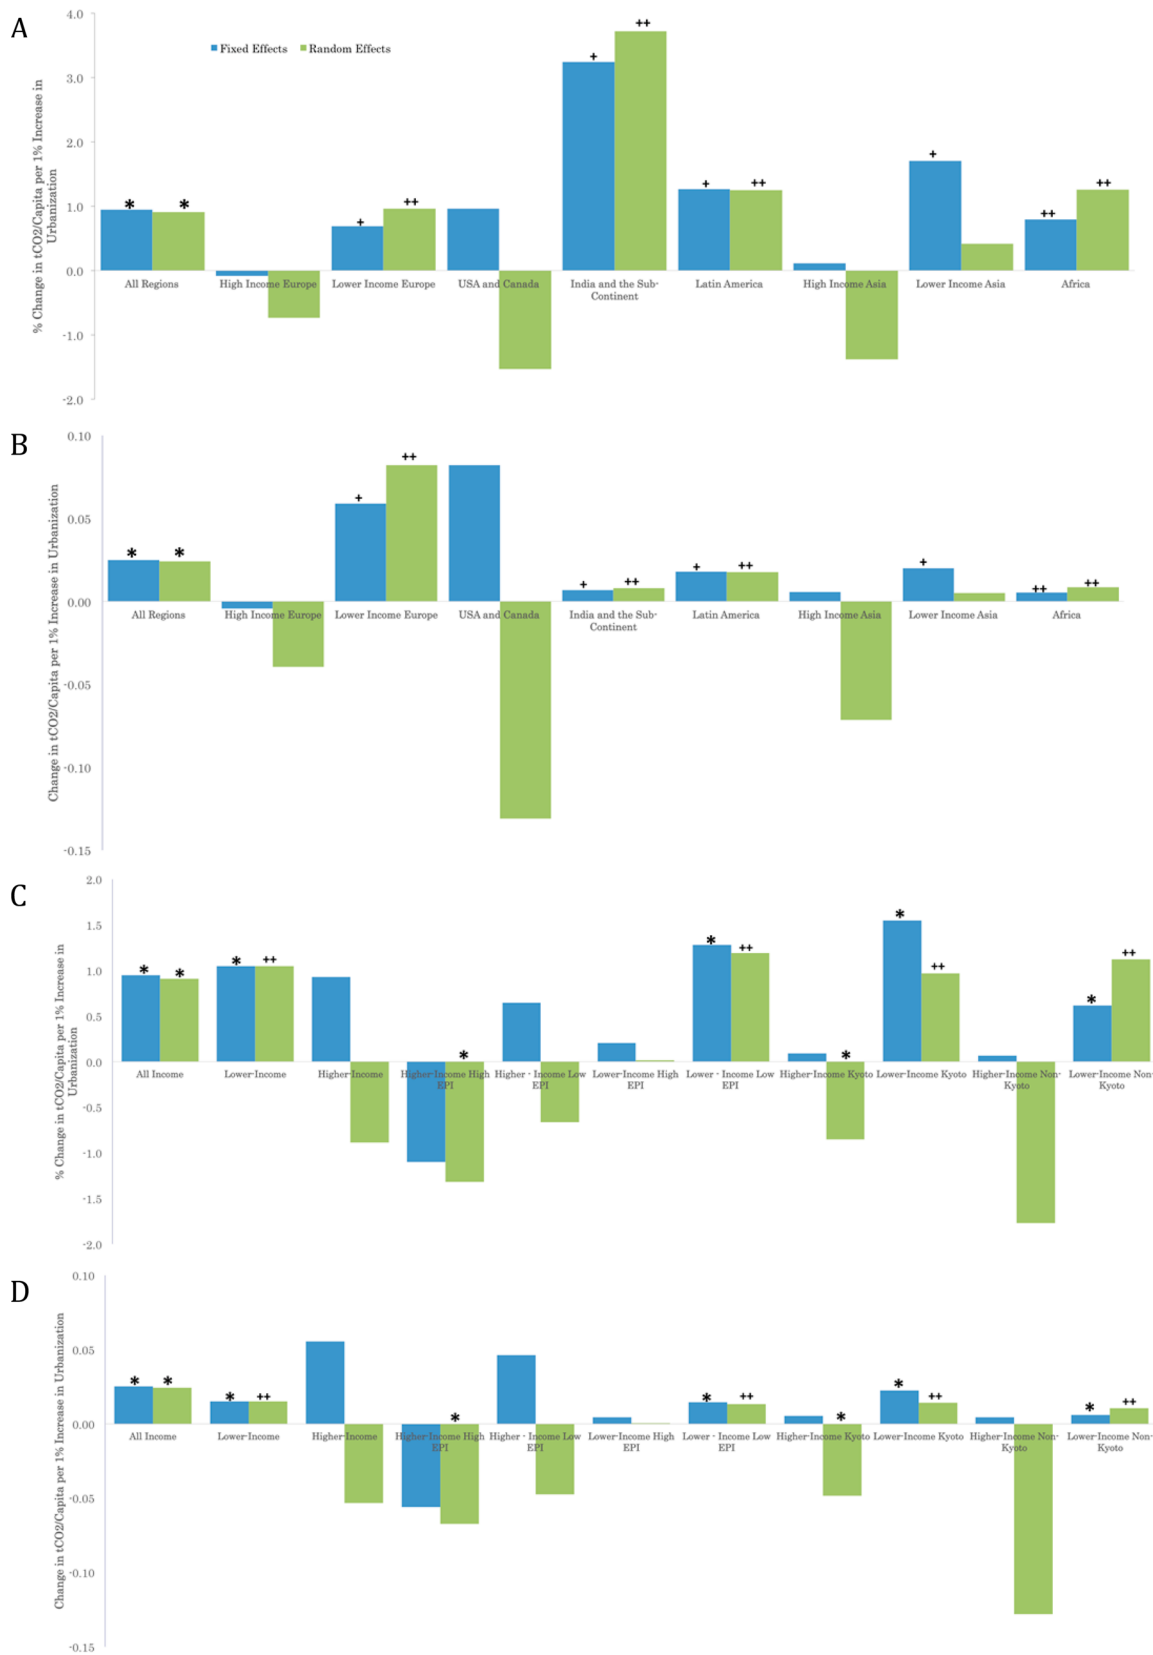 A
4.0
Fixed Effects Random Effects
3.0
2.0
1.0
0.0
-1.0
-2.0
% Change in tCO2/Capita per 1% Increase in
Urbanization
* * + ++ + ++ + ++ + ++ ++
All Regions High Income Europe Lower Income Europe USA and Canada India and the Sub- Latin America High Income Asia Lower Income Asia Africa
Continent
B
0.10
0.05
0.00
-0.05
-0.10
-0.15
Change in tCO2/Capita per 1% Increase in Urbanization
* * + ++ + ++ + ++ + ++ ++
All Regions High Income Europe Lower Income Europe USA and Canada India and the Sub- Latin America High Income Asia Lower Income Asia Africa
Continent
C
2.0
1.5
1.0
0.5
0.0
-0.5
-1.0
-1.5
-2.0
% Change in tCO2/Capita per 1% Increase in
Urbanization
* * * ++ * * ++ * * ++ * ++
All Income Lower-Income Higher-Income Higher-Income High Higher - Income Low Lower-Income High Lower - Income Low Higher-Income Kyoto Lower-Income Kyoto Higher-Income Non- Lower-Income Non-
EPI EPI EPI EPI Kyoto Kyoto
D
0.10
0.05
0.00
-0.05
-0.10
-0.15
Change in tCO2/Capita per 1% Increase in Urbanization
* * * ++ * * ++ * * ++ * ++
All Income Lower-Income Higher-Income Higher-Income High Higher - Income Low Lower-Income High Lower - Income Low Higher-Income Kyoto Lower-Income Kyoto Higher-Income Non- Lower-Income Non-
EPI EPI EPI EPI Kyoto Kyoto